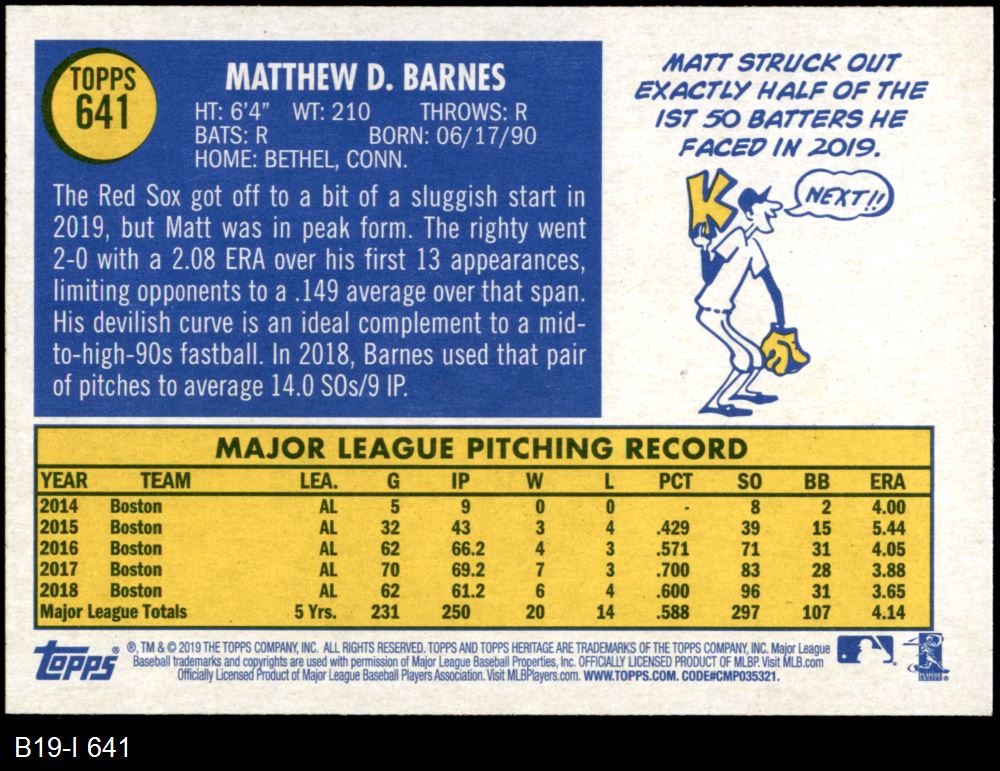 TOPPS
641
MATTHEW D. BARNES
HT: 6'4" WT: 210 THROWS: R
BATS: R BORN: 06/17/90
HOME: BETHEL, CONN.
The Red Sox got off to a bit of a sluggish start in
2019, but Matt was in peak form. The righty went
2-0 with a 2.08 ERA over his first 13 appearances,
limiting opponents to a .149 average over that span.
His devilish curve is an ideal complement to a mid-
to-high-90s fastball. In 2018, Barnes used that pair
of pitches to average 14.0 SOs/9 IP.
MATT STRUCK OUT
EXACTLY HALF OF THE
1ST 50 BATTERS HE
FACED IN 2019.
K
NEXT!!
MAJOR LEAGUE PITCHING RECORD
YEAR TEAM LEA. G IP W L PCT SO BB ERA
2014 Boston AL 5 9 0 0 - 8 2 4.00
2015 Boston AL 32 43 3 4 .429 39 15 5.44
2016 Boston AL 62 66.2 4 3 .571 71 31 4.05
2017 Boston AL 70 69.2 7 3 .700 83 28 3.88
2018 Boston AL 62 61.2 6 4 .600 96 31 3.65
Major League Totals 5 Yrs. 231 250 20 14 .588 297 107 4.14
topps®
®, TM & © 2019 THE TOPPS COMPANY, INC. ALL RIGHTS RESERVED. TOPPS AND TOPPS HERITAGE ARE TRADEMARKS OF THE TOPPS COMPANY, INC. Major League
Baseball trademarks and copyrights are used with permission of Major League Baseball Properties, Inc. OFFICIALLY LICENSED PRODUCT OF MLBP. Visit MLB.com
Officially Licensed Product of Major League Baseball Players Association. Visit MLBPlayers.com. WWW.TOPPS.COM. CODE#CMP035321.
B19-I 641